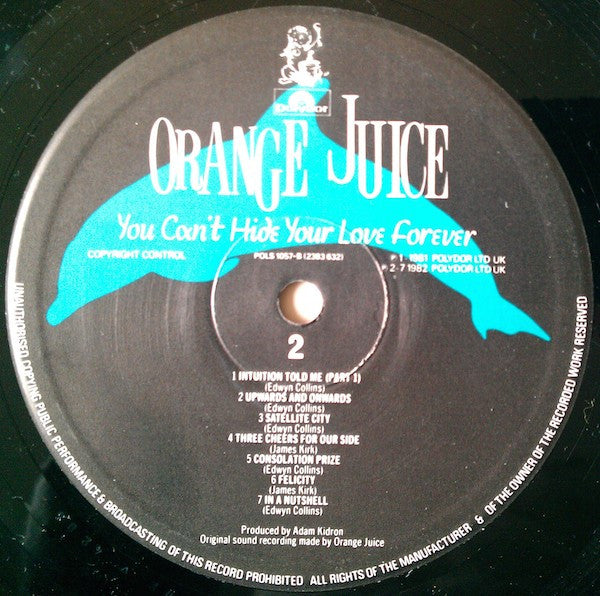 Polydor
ORANGE JUICE
You Can't Hide Your Love Forever
COPYRIGHT CONTROL
POLS 1057-B (2383 632)
℗ 1 · 1981 POLYDOR LTD UK
℗ 2-7 1982 POLYDOR LTD UK
2
1 INTUITION TOLD ME (PART 1)
(Edwyn Collins)
2 UPWARDS AND ONWARDS
(Edwyn Collins)
3 SATELLITE CITY
(Edwyn Collins)
4 THREE CHEERS FOR OUR SIDE
(James Kirk)
5 CONSOLATION PRIZE
(Edwyn Collins)
6 FELICITY
(James Kirk)
7 IN A NUTSHELL
(Edwyn Collins)
Produced by Adam Kidron
Original sound recording made by Orange Juice
UNAUTHORISED COPYING PUBLIC PERFORMANCE & BROADCASTING OF THIS RECORD PROHIBITED ALL RIGHTS OF THE MANUFACTURER & OF THE OWNER OF THE RECORDED WORK RESERVED